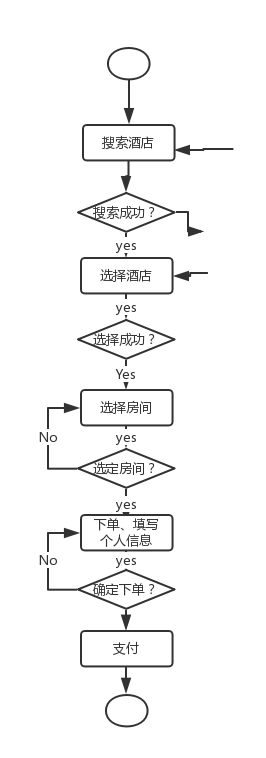 搜索酒店
搜索成功？
yes
选择酒店
yes
选择成功？
Yes
选择房间
No
yes
选定房间？
yes
下单、填写
个人信息
No
yes
确定下单？
支付